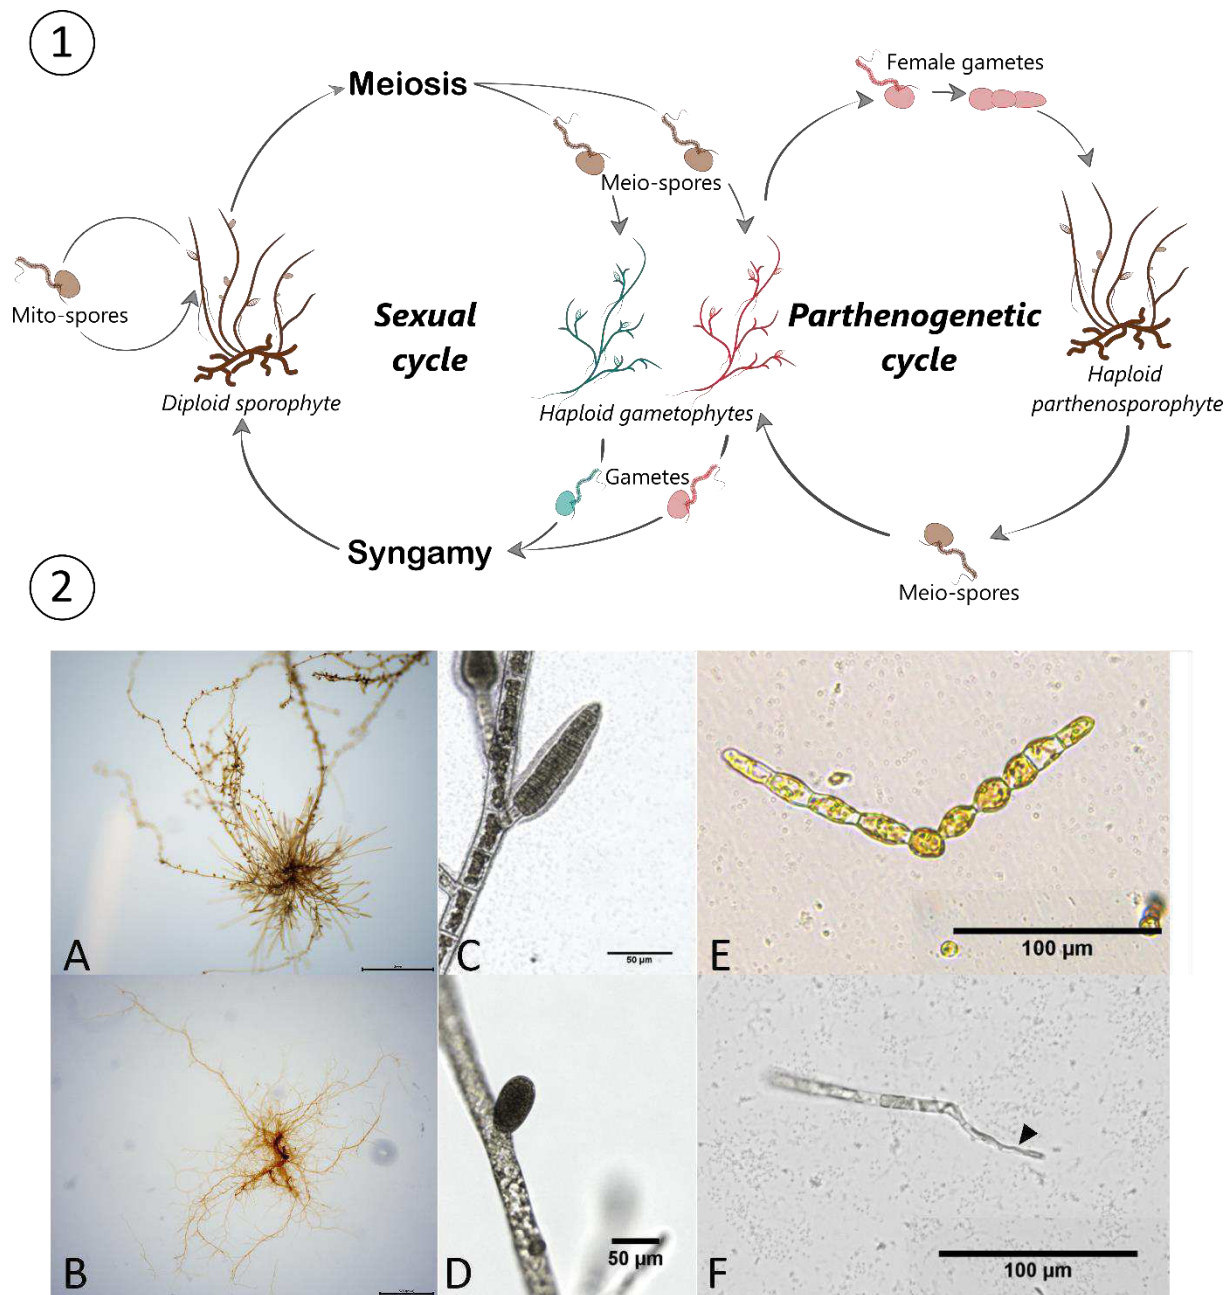 1
Meiosis
Female gametes
Meio-spores
Mito-spores
Sexual
cycle
Parthenogenetic
cycle
Diploid sporophyte
Haploid gametophytes
Haploid
parthenosporophyte
Gametes
Syngamy
Meio-spores
2
A
C
50 µm
E
100 µm
B
D
50 µm
F
100 µm